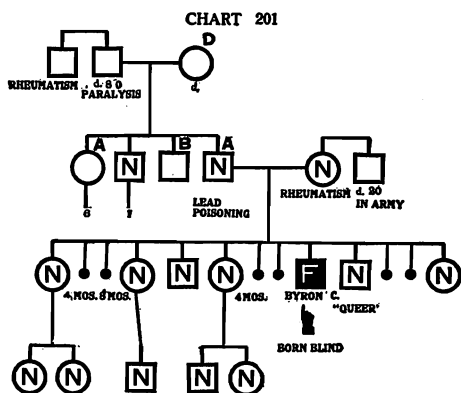 CHART 201
D
RHEUMATISM, d. 80 d,
PARALYSIS
A B A
N N N
6 7 RHEUMATISM d. 20
LEAD IN ARMY
POISONING
N N N N F N N
4 MOS. 8 MOS. 4 MOS. BYRON C.
"QUEER"
BORN BLIND
N N N N N